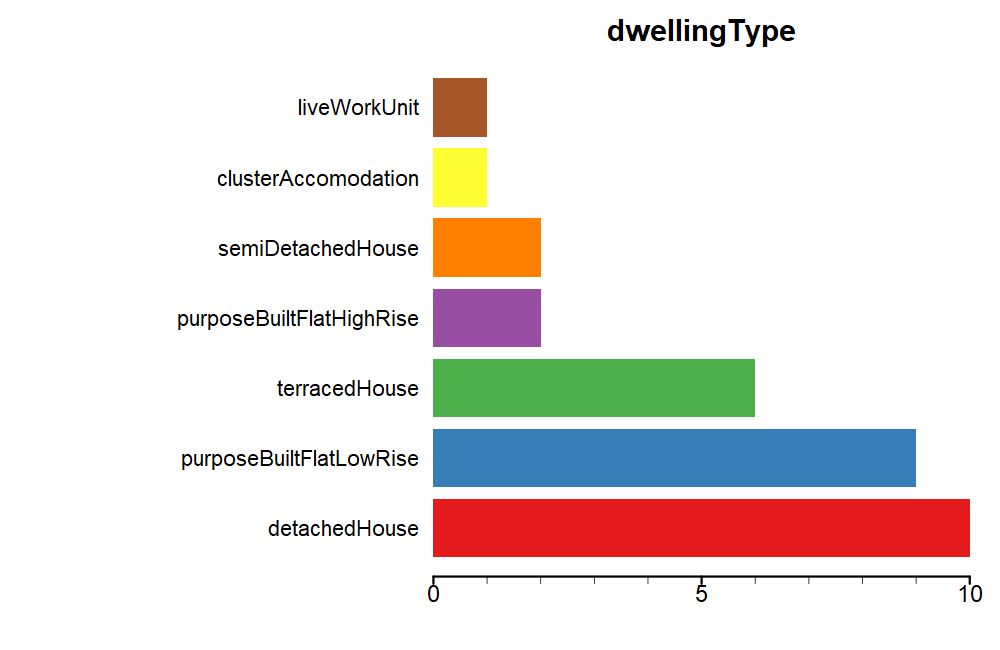 dwellingType
liveWorkUnit
clusterAccomodation
semiDetachedHouse
purposeBuiltFlatHighRise
terracedHouse
purposeBuiltFlatLowRise
detachedHouse
0 5 10